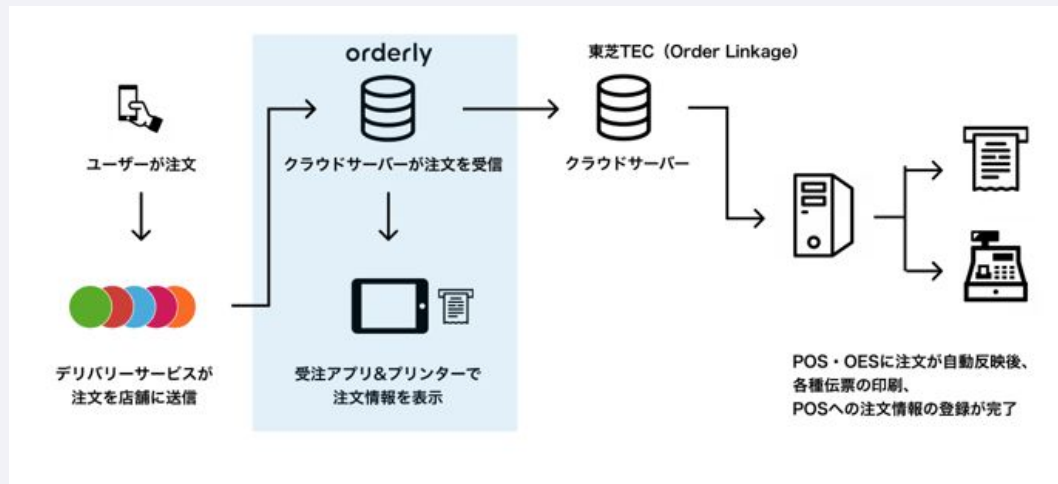 orderly
東芝TEC（Order Linkage）
ユーザーが注文
クラウドサーバーが注文を受信
クラウドサーバー
デリバリーサービスが
注文を店舗に送信
受注アプリ&プリンターで
注文情報を表示
POS・OESに注文が自動反映後、
各種伝票の印刷、
POSへの注文情報の登録が完了